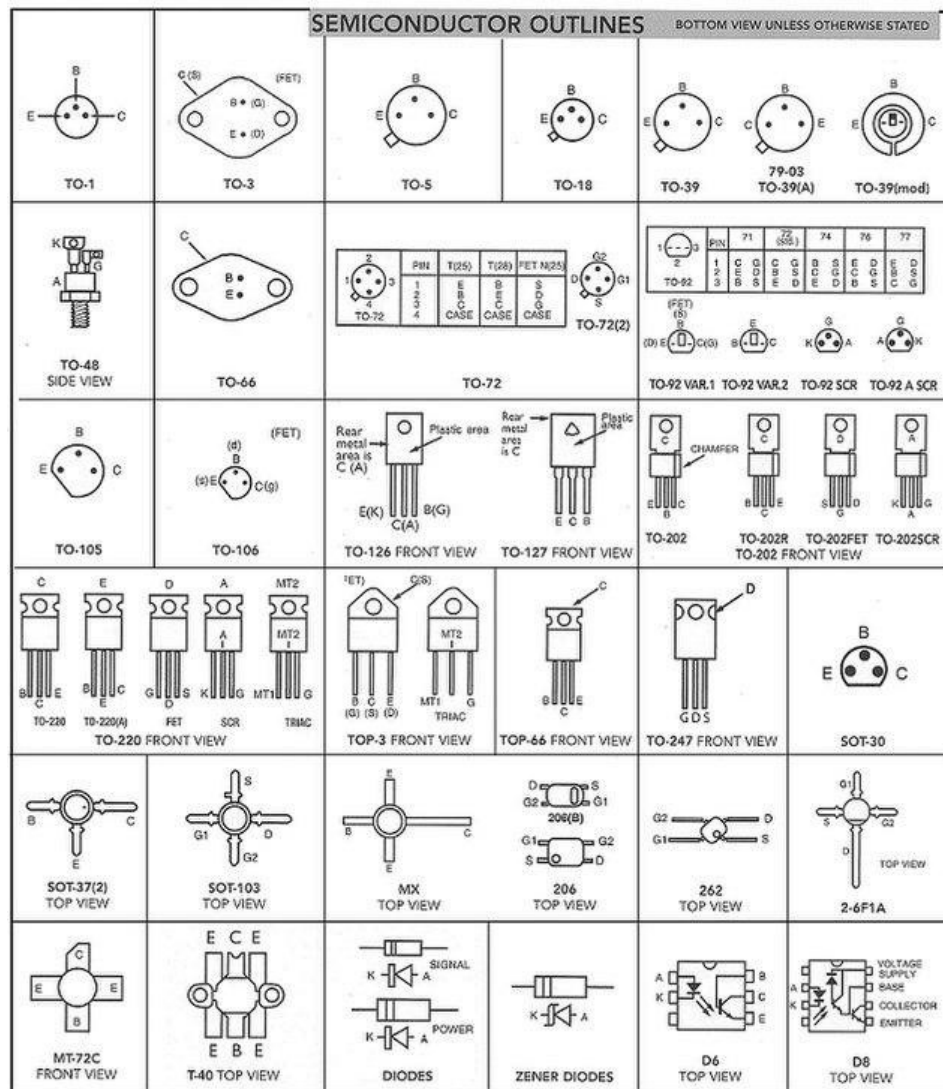 SEMICONDUCTOR OUTLINES BOTTOM VIEW UNLESS OTHERWISE STATED
B
E C
TO-1
C (S) (FET)
B (G)
E (D)
TO-3
B
E C
TO-5
B
E C
TO-18
B
E C
TO-39
B
C E
79-03
TO-39(A)
B
E C
TO-39(mod)
K
G
A
TO-48
SIDE VIEW
C
B
E
TO-66
2
1 3
4
TO-72
PIN T(25) T(28) FET N(25)
1 E B S
2 B E D
3 C C G
4 CASE CASE CASE
G2
D G1
S
TO-72(2)
TO-72
1 3
2
TO-92
PIN 71 72 74 76 77
1 C G C G B S E D E D
2 E D B S C G C G B S
3 B S E D E D B S C G
(FET)
(S)
B
(D) E C(G)
TO-92 VAR.1
E
B C
TO-92 VAR.2
G
K A
TO-92 SCR
G
A K
TO-92 A SCR
B
E C
TO-105
(d) (FET)
B
(s) E C(g)
TO-106
Rear
metal
area is
C (A)
Plastic area
E(K) B(G)
C(A)
TO-126 FRONT VIEW
Rear
metal
area
is C
Plastic
area
E C B
TO-127 FRONT VIEW
C
CHAMFER
E C
B
TO-202
C
B E
C
TO-202R
D
S D
G
TO-202FET
A
K G
A
TO-202SCR
TO-202 FRONT VIEW
C
B E
C
TO-220
E
B C
E
TO-220(A)
D
G S
D
FET
A
A
K G
SCR
MT2
MT2
MT1 G
TRIAC
TO-220 FRONT VIEW
C(S)
B C E
(G) (S) (D)
MT2
MT1 G
TRIAC
TOP-3 FRONT VIEW
C
B E
C
TOP-66 FRONT VIEW
D
G D S
TO-247 FRONT VIEW
B
E C
SOT-30
B C
E
SOT-37(2)
TOP VIEW
S
G1 D
G2
SOT-103
TOP VIEW
E
B C
E
MX
TOP VIEW
D S
G2 G1
206(B)
G1 G2
S D
206
TOP VIEW
G2 D
G1 S
262
TOP VIEW
G1
S G2
D
TOP VIEW
2-6F1A
C
E E
B
MT-72C
FRONT VIEW
E C E
E B E
T-40 TOP VIEW
SIGNAL
K A
POWER
K A
DIODES
K A
ZENER DIODES
A B
K C
E
D6
TOP VIEW
VOLTAGE
SUPPLY
A BASE
K COLLECTOR
EMITTER
D8
TOP VIEW